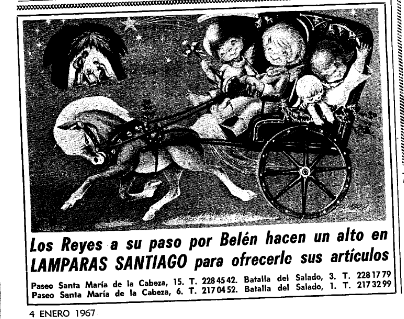 Los Reyes a su paso por Belén hacen un alto en
LAMPARAS SANTIAGO para ofrecerle sus artículos
Paseo Santa María de la Cabeza, 15. T. 228 45 42. Batalla del Salado, 3. T. 228 17 79
Paseo Santa María de la Cabeza, 6. T. 217 04 52. Batalla del Salado, 1. T. 217 32 99
4 ENERO 1967